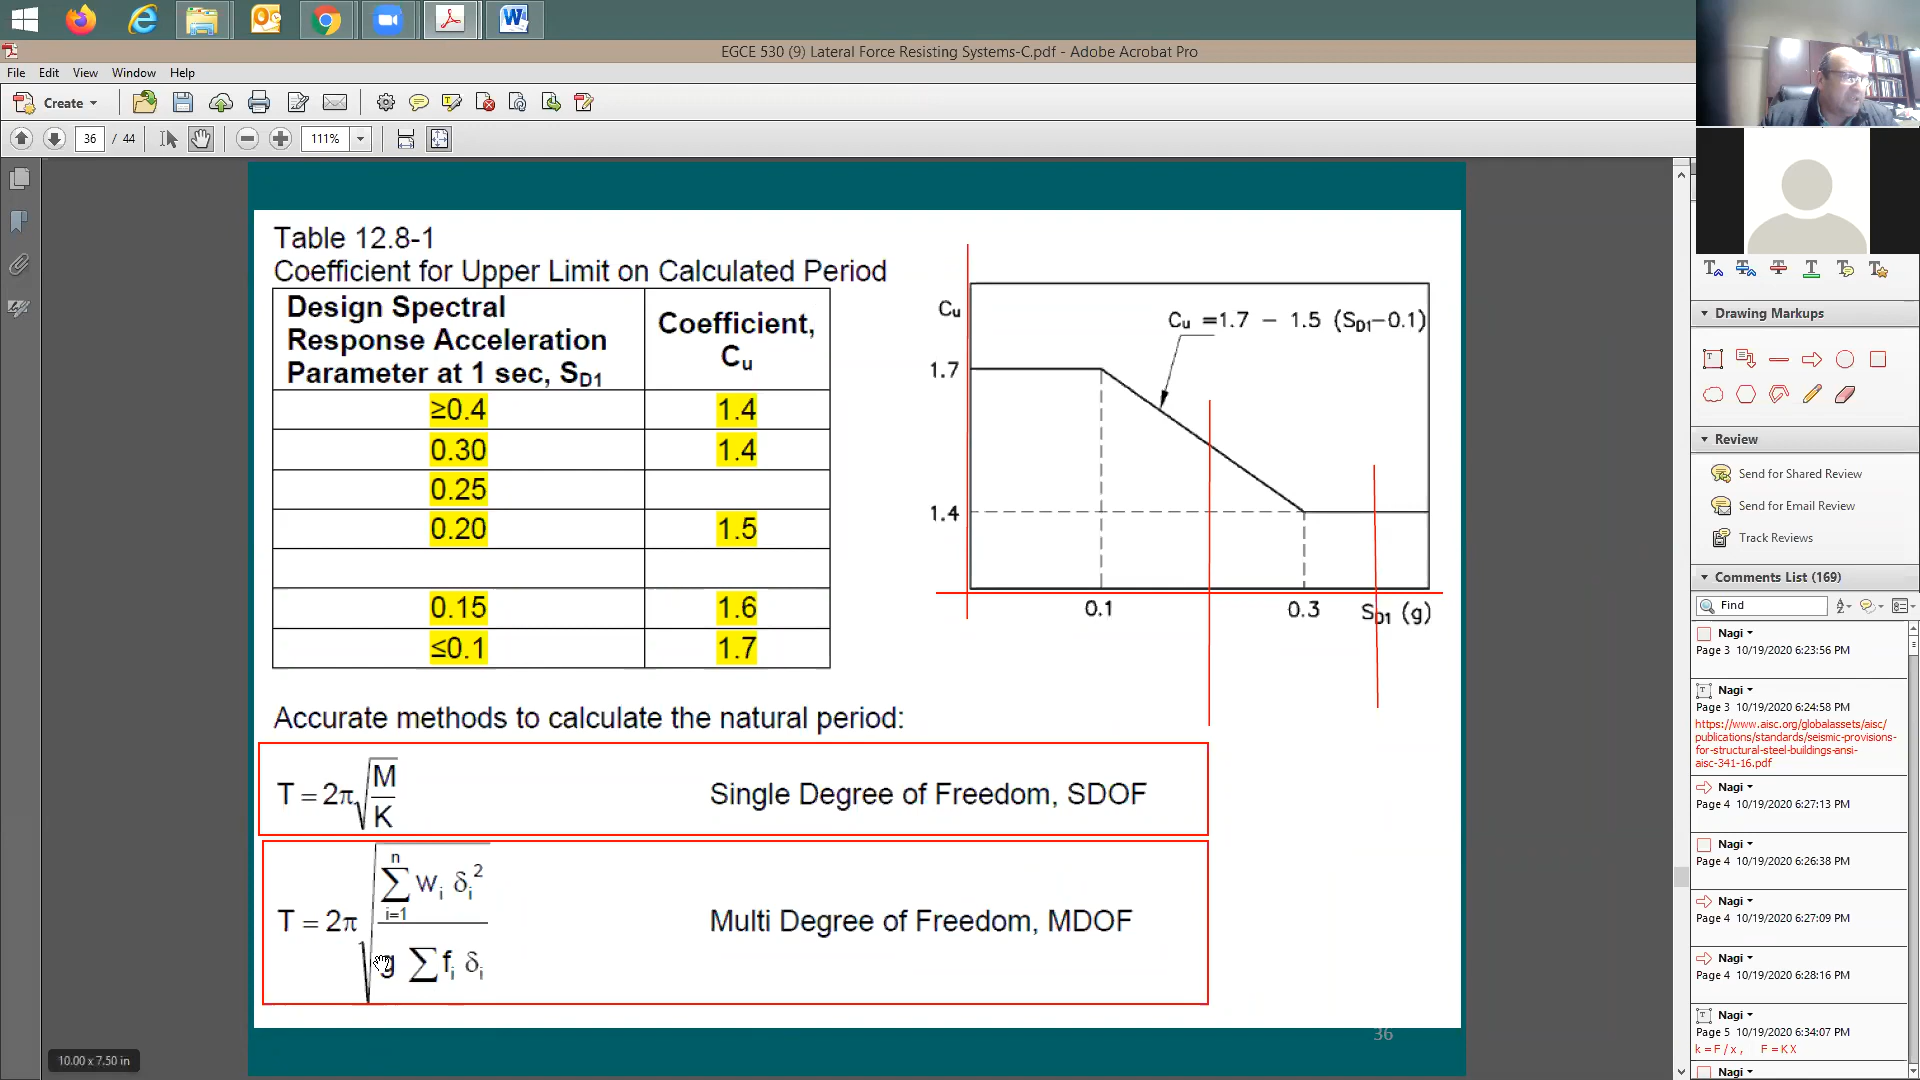 EGCE 530 (9) Lateral Force Resisting Systems-C.pdf - Adobe Acrobat Pro
File Edit View Window Help
Create
36 / 44 111%
Table 12.8-1
Coefficient for Upper Limit on Calculated Period
Design Spectral
Response Acceleration
Parameter at 1 sec, SD1
Coefficient,
Cu
≥0.4 1.4
0.30 1.4
0.25
0.20 1.5
0.15 1.6
≤0.1 1.7
Cu
Cu =1.7 – 1.5 (SD1–0.1)
1.7
1.4
0.1 0.3 SD1 (g)
Accurate methods to calculate the natural period:
T = 2π√(M/K) Single Degree of Freedom, SDOF
T = 2π√(∑ i=1 n wi δi² / g ∑ fi δi) Multi Degree of Freedom, MDOF
36
10.00 x 7.50 in
Drawing Markups
Review
Send for Shared Review
Send for Email Review
Track Reviews
Comments List (169)
Find
Nagi
Page 3 10/19/2020 6:23:56 PM
Nagi
Page 3 10/19/2020 6:24:58 PM
https://www.aisc.org/globalassets/aisc/
publications/standards/seismic-provisions-
for-structural-steel-buildings-ansi-
aisc-341-16.pdf
Nagi
Page 4 10/19/2020 6:27:13 PM
Nagi
Page 4 10/19/2020 6:26:38 PM
Nagi
Page 4 10/19/2020 6:27:09 PM
Nagi
Page 4 10/19/2020 6:28:16 PM
Nagi
Page 5 10/19/2020 6:34:07 PM
k = F / x , F = K X
Nagi